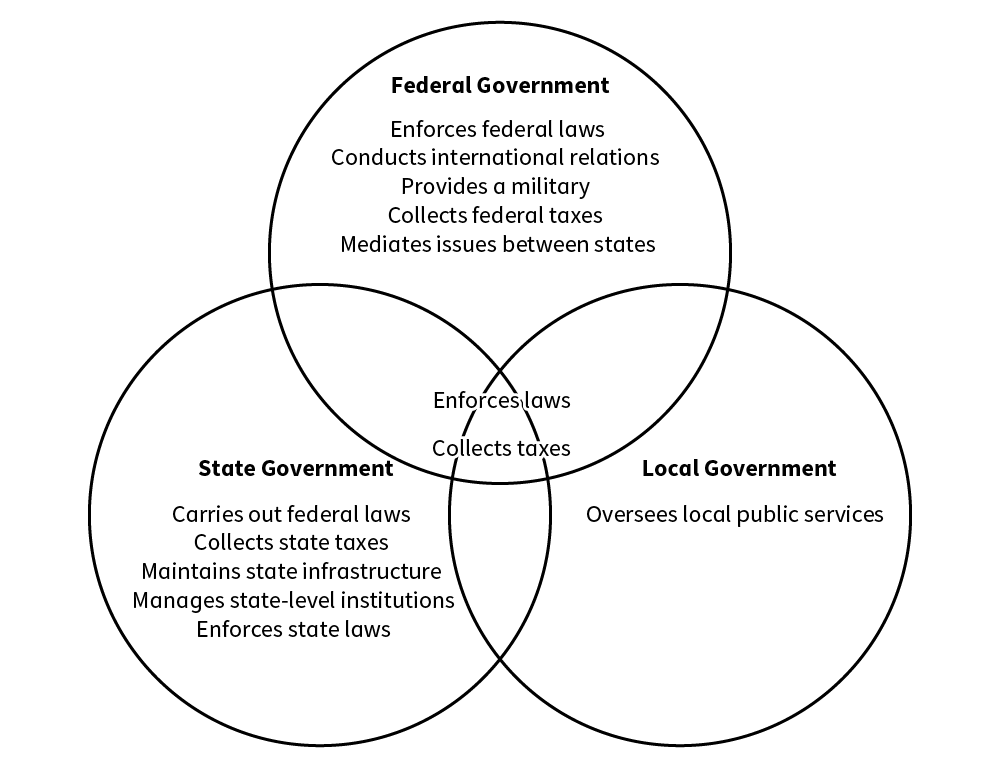 Federal Government
Enforces federal laws
Conducts international relations
Provides a military
Collects federal taxes
Mediates issues between states
Enforces laws
Collects taxes
State Government
Carries out federal laws
Collects state taxes
Maintains state infrastructure
Manages state-level institutions
Enforces state laws
Local Government
Oversees local public services